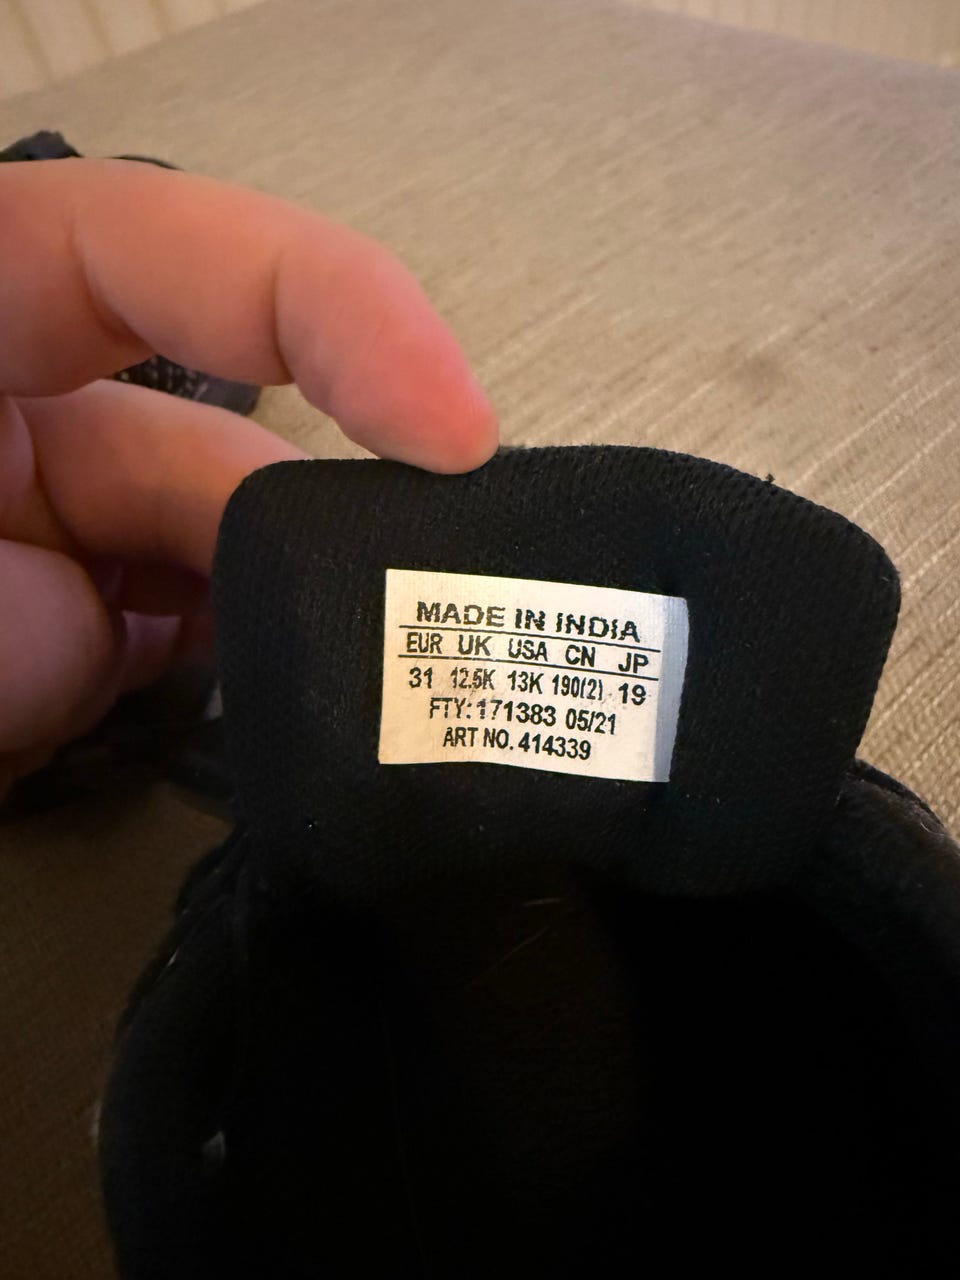 MADE IN INDIA
EUR UK USA CN JP
31 12.5K 13K 190(2) 19
FTY: 171383 05/21
ART NO. 414339